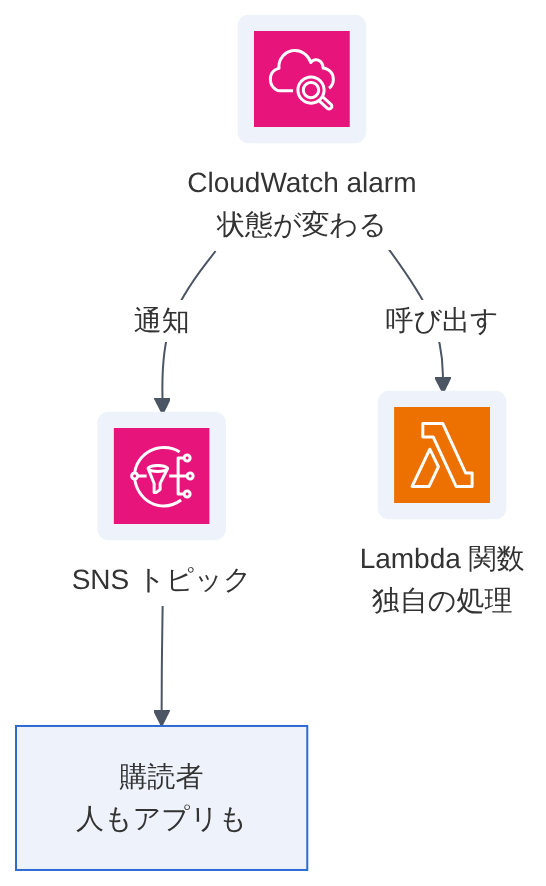 CloudWatch alarm
状態が変わる
通知
呼び出す
SNS トピック
Lambda 関数
独自の処理
購読者
人もアプリも